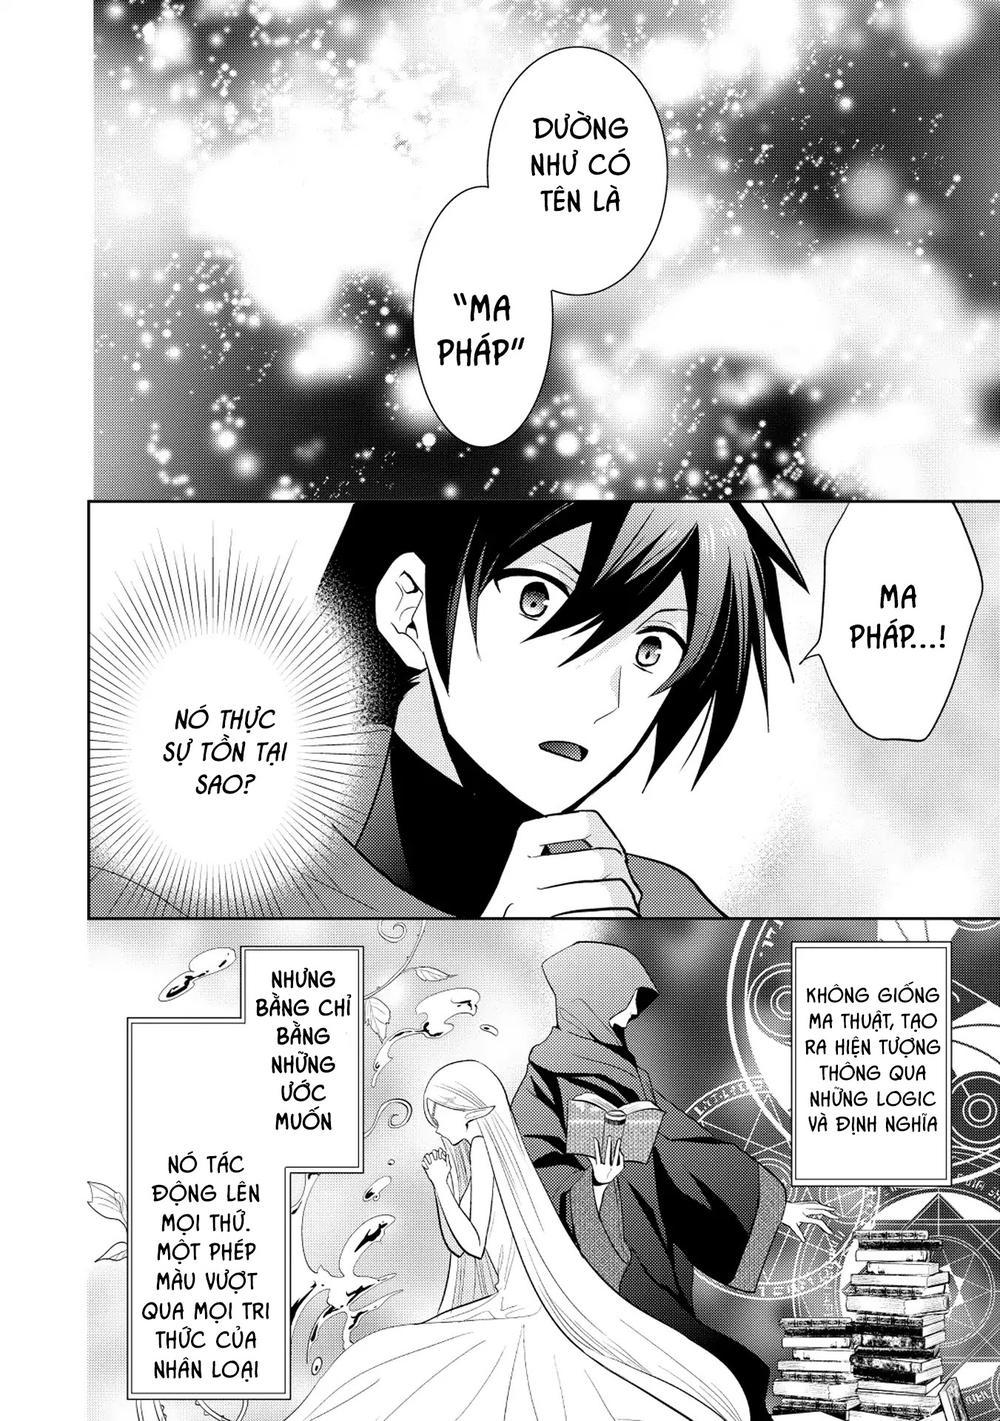 DƯỜNG
NHƯ CÓ
TÊN LÀ
"MA
PHÁP"
MA
PHÁP...!
NÓ THỰC
SỰ TỒN TẠI
SAO?
KHÔNG GIỐNG
MA THUẬT, TẠO
RA HIỆN TƯỢNG
THÔNG QUA
NHỮNG LOGIC
VÀ ĐỊNH NGHĨA
NHƯNG
BẰNG CHỈ
BẰNG
NHỮNG
ƯỚC
MUỐN
NÓ TÁC
ĐỘNG LÊN
MỌI THỨ.
MỘT PHÉP
MÀU VƯỢT
QUA MỌI TRI
THỨC CỦA
NHÂN LOẠI